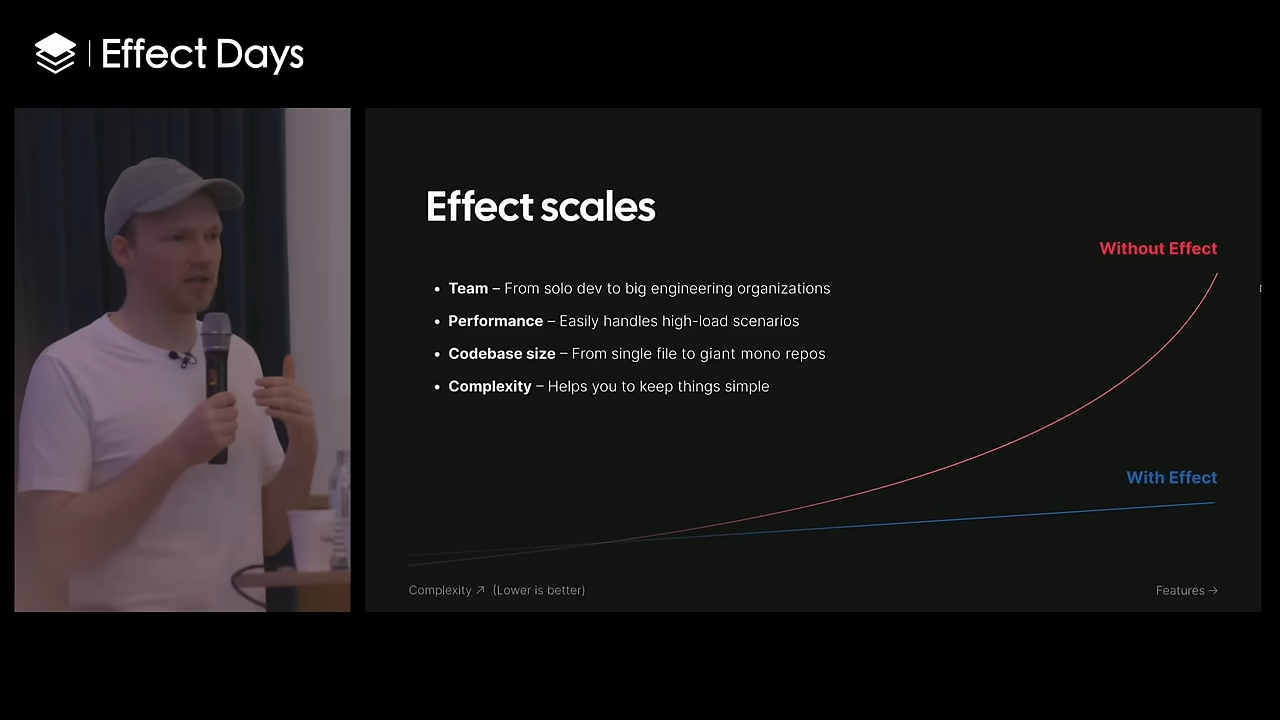 Effect Days
Effect scales
Without Effect
• Team – From solo dev to big engineering organizations
• Performance – Easily handles high-load scenarios
• Codebase size – From single file to giant mono repos
• Complexity – Helps you to keep things simple
With Effect
Complexity ↗ (Lower is better)
Features →